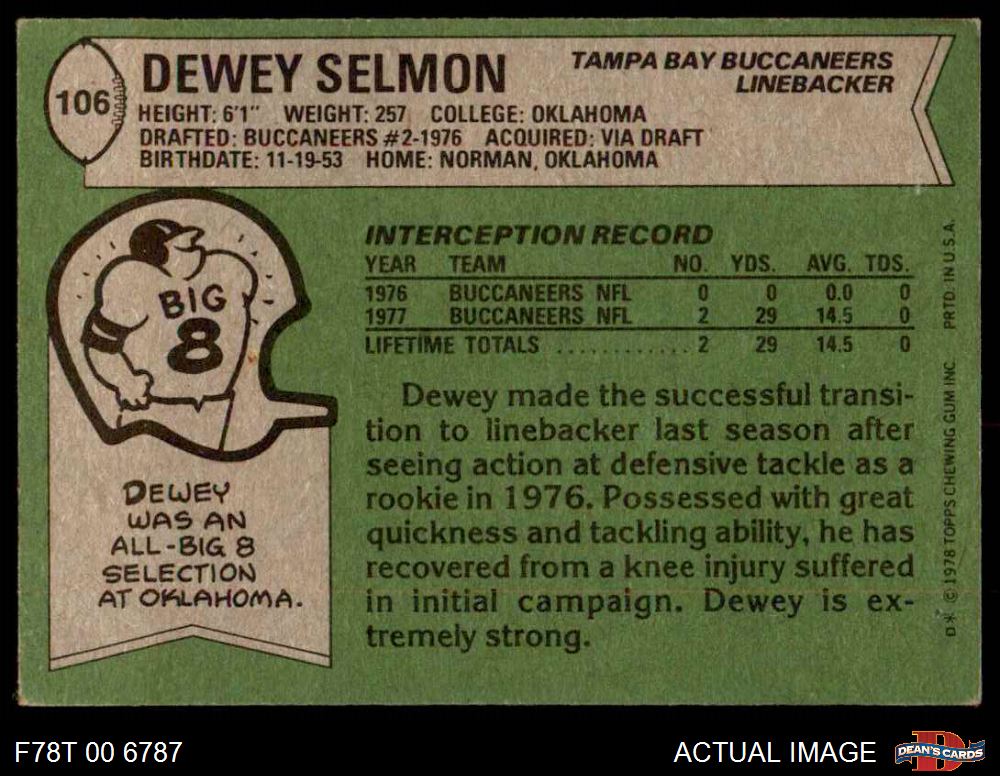 106
DEWEY SELMON
TAMPA BAY BUCCANEERS
LINEBACKER
HEIGHT: 6'1" WEIGHT: 257 COLLEGE: OKLAHOMA
DRAFTED: BUCCANEERS #2-1976 ACQUIRED: VIA DRAFT
BIRTHDATE: 11-19-53 HOME: NORMAN, OKLAHOMA
BIG
8
DEWEY
WAS AN
ALL-BIG 8
SELECTION
AT OKLAHOMA.
INTERCEPTION RECORD
YEAR TEAM NO. YDS. AVG. TDS.
1976 BUCCANEERS NFL 0 0 0.0 0
1977 BUCCANEERS NFL 2 29 14.5 0
LIFETIME TOTALS ............ 2 29 14.5 0
Dewey made the successful transi-
tion to linebacker last season after
seeing action at defensive tackle as a
rookie in 1976. Possessed with great
quickness and tackling ability, he has
recovered from a knee injury suffered
in initial campaign. Dewey is ex-
tremely strong.
D* © 1978 TOPPS CHEWING GUM INC. PRTD. IN U.S.A.
F78T 00 6787
ACTUAL IMAGE
D
DEAN'S CARDS